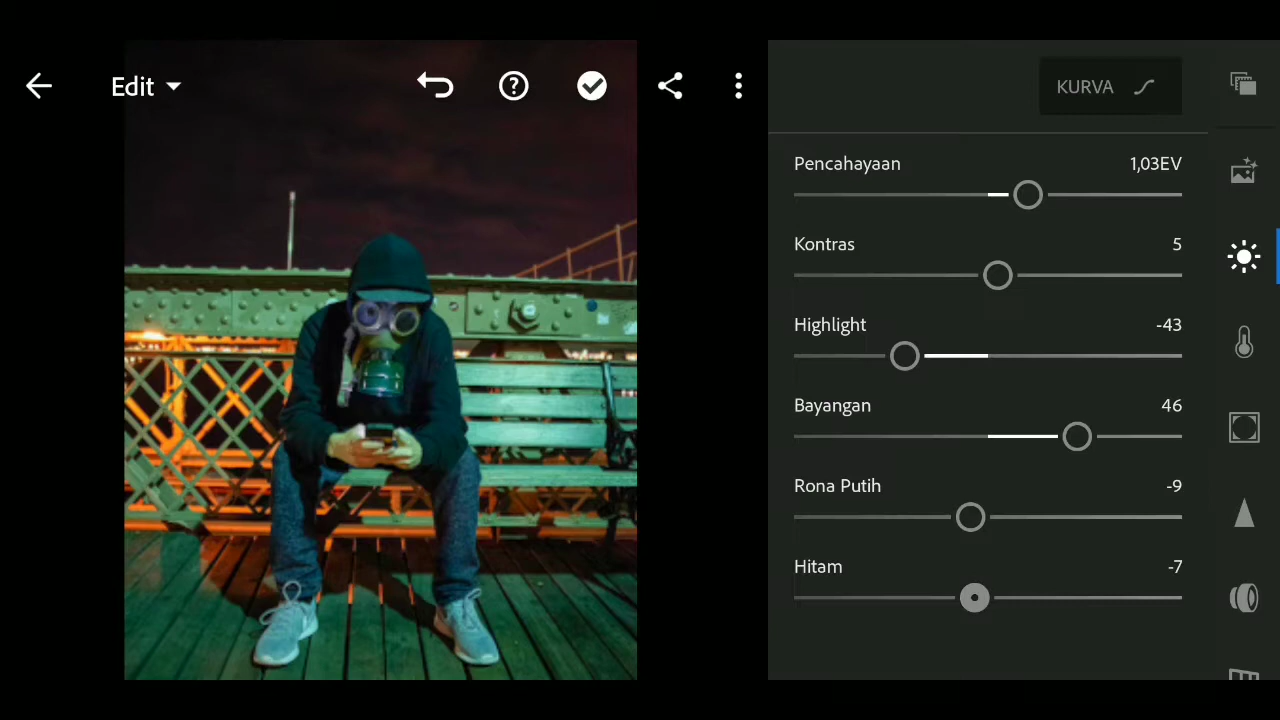 Edit
KURVA
Pencahayaan 1,03EV
Kontras 5
Highlight -43
Bayangan 46
Rona Putih -9
Hitam -7